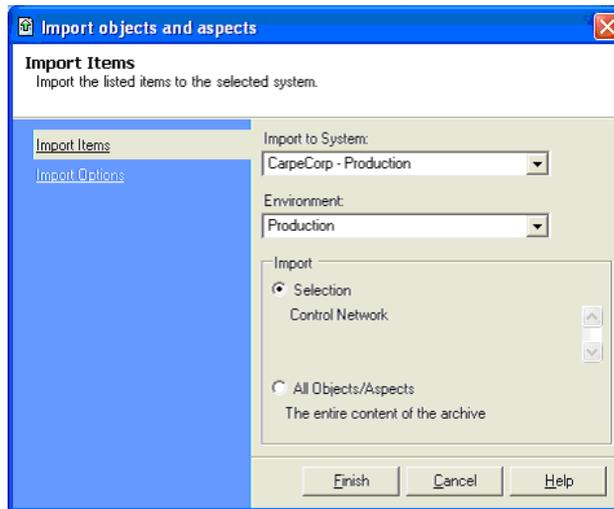 Import objects and aspects
Import Items
Import the listed items to the selected system.
Import Items
Import Options
Import to System:
CarpeCorp - Production
Environment:
Production
Import
Selection
Control Network
All Objects/Aspects
The entire content of the archive
Finish
Cancel
Help